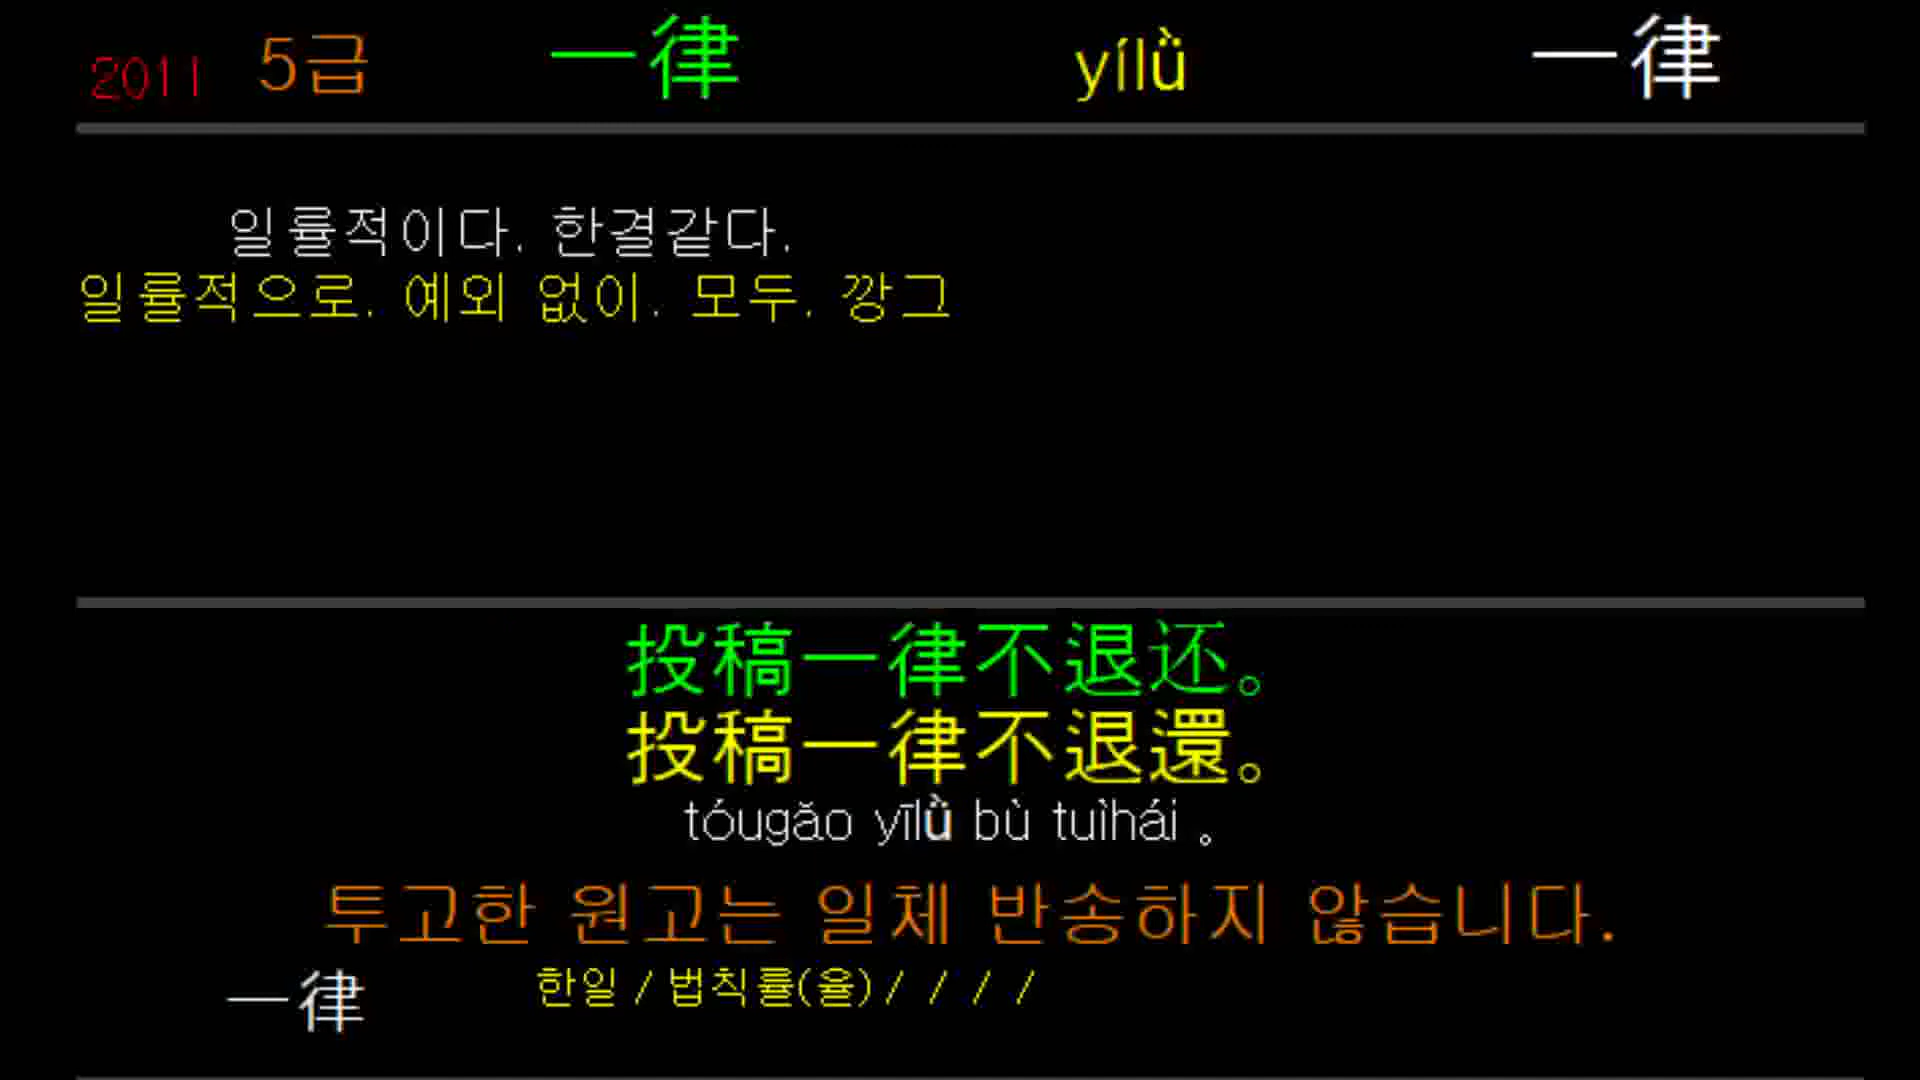 2011 5급 一律 yílǜ 一律
일률적이다. 한결같다.
일률적으로. 예외 없이. 모두. 깡그
投稿一律不退还。
投稿一律不退還。
tóugǎo yīlǜ bù tuìhái 。
투고한 원고는 일체 반송하지 않습니다.
一律 한일 / 법칙률(율) / / / /